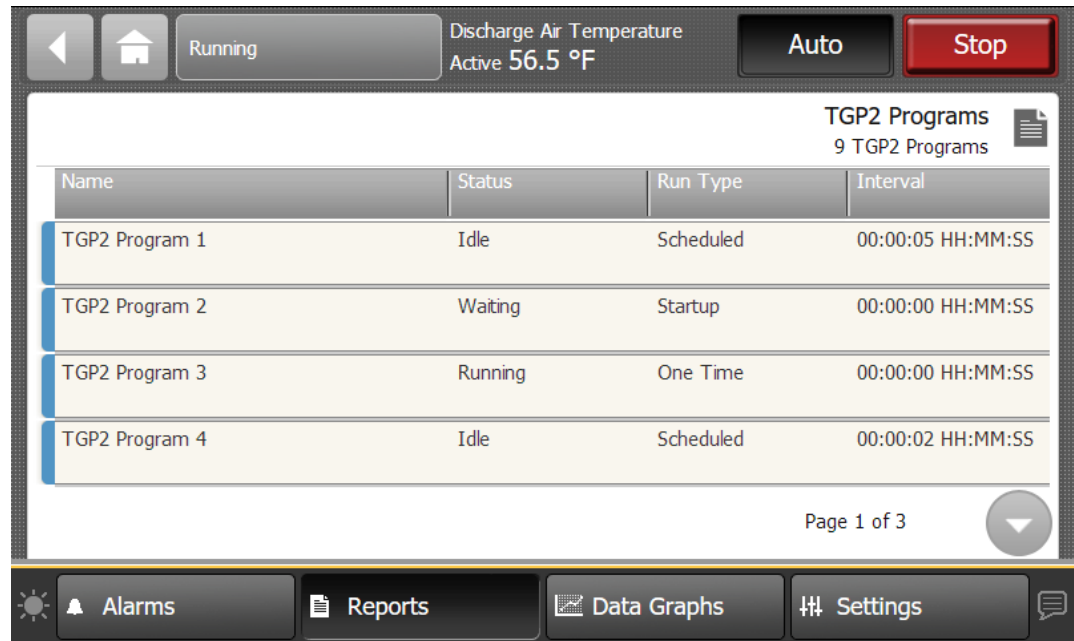 Running
Discharge Air Temperature
Active 56.5 °F
Auto
Stop
TGP2 Programs
9 TGP2 Programs
Name Status Run Type Interval
TGP2 Program 1 Idle Scheduled 00:00:05 HH:MM:SS
TGP2 Program 2 Waiting Startup 00:00:00 HH:MM:SS
TGP2 Program 3 Running One Time 00:00:00 HH:MM:SS
TGP2 Program 4 Idle Scheduled 00:00:02 HH:MM:SS
Page 1 of 3
Alarms Reports Data Graphs Settings